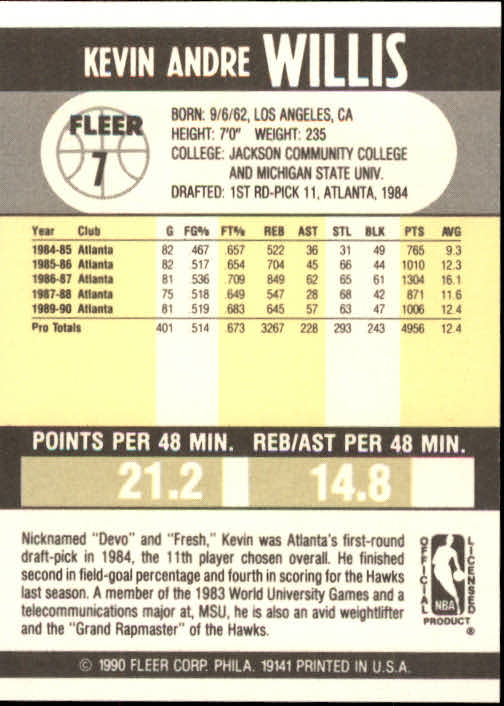 KEVIN ANDRE WILLIS
FLEER
7
BORN: 9/6/62, LOS ANGELES, CA
HEIGHT: 7'0" WEIGHT: 235
COLLEGE: JACKSON COMMUNITY COLLEGE
AND MICHIGAN STATE UNIV.
DRAFTED: 1ST RD-PICK 11, ATLANTA, 1984
Year Club G FG% FT% REB AST STL BLK PTS AVG
1984-85 Atlanta 82 467 657 522 36 31 49 765 9.3
1985-86 Atlanta 82 517 654 704 45 66 44 1010 12.3
1986-87 Atlanta 81 536 709 849 62 65 61 1304 16.1
1987-88 Atlanta 75 518 649 547 28 68 42 871 11.6
1989-90 Atlanta 81 519 683 645 57 63 47 1006 12.4
Pro Totals 401 514 673 3267 228 293 243 4956 12.4
POINTS PER 48 MIN. REB/AST PER 48 MIN.
21.2 14.8
Nicknamed "Devo" and "Fresh," Kevin was Atlanta's first-round
draft-pick in 1984, the 11th player chosen overall. He finished
second in field-goal percentage and fourth in scoring for the Hawks
last season. A member of the 1983 World University Games and a
telecommunications major at, MSU, he is also an avid weightlifter
and the "Grand Rapmaster" of the Hawks.
OFFICIAL
LICENSED
NBA
PRODUCT
®
© 1990 FLEER CORP. PHILA. 19141 PRINTED IN U.S.A.